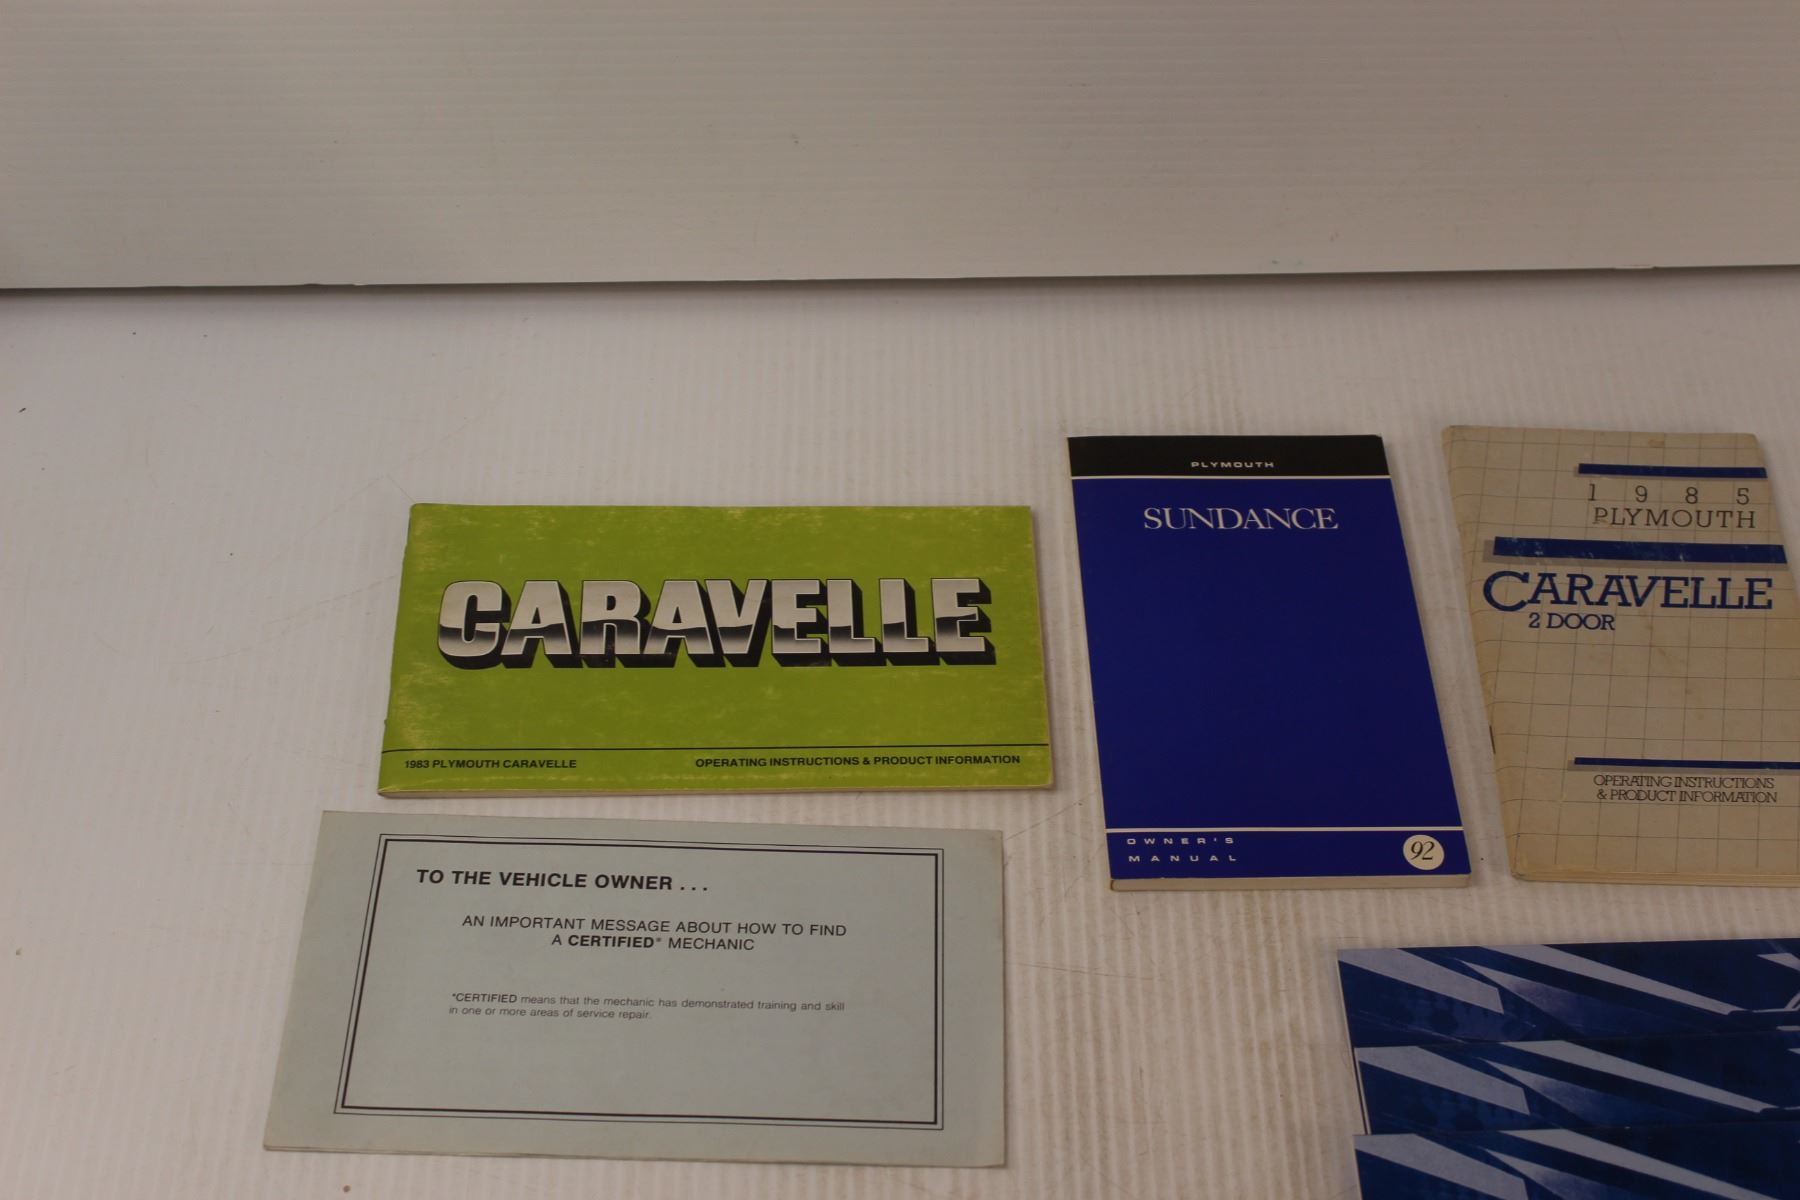 CARAVELLE
1983 PLYMOUTH CARAVELLE
OPERATING INSTRUCTIONS & PRODUCT INFORMATION
TO THE VEHICLE OWNER . . .
AN IMPORTANT MESSAGE ABOUT HOW TO FIND
A CERTIFIED* MECHANIC
*CERTIFIED means that the mechanic has demonstrated training and skill
in one or more areas of service repair.
PLYMOUTH
SUNDANCE
OWNER'S
MANUAL
92
1985
PLYMOUTH
CARAVELLE
2 DOOR
OPERATING INSTRUCTIONS
& PRODUCT INFORMATION